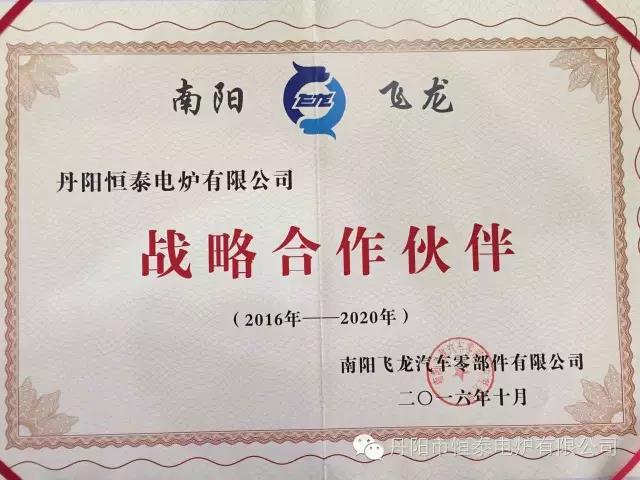 南阳 飞龙 飞龙
丹阳恒泰电炉有限公司
战略合作伙伴
（2016年——2020年）
南阳飞龙汽车零部件有限公司
二〇一六年十月
丹阳市恒泰电炉有限公司